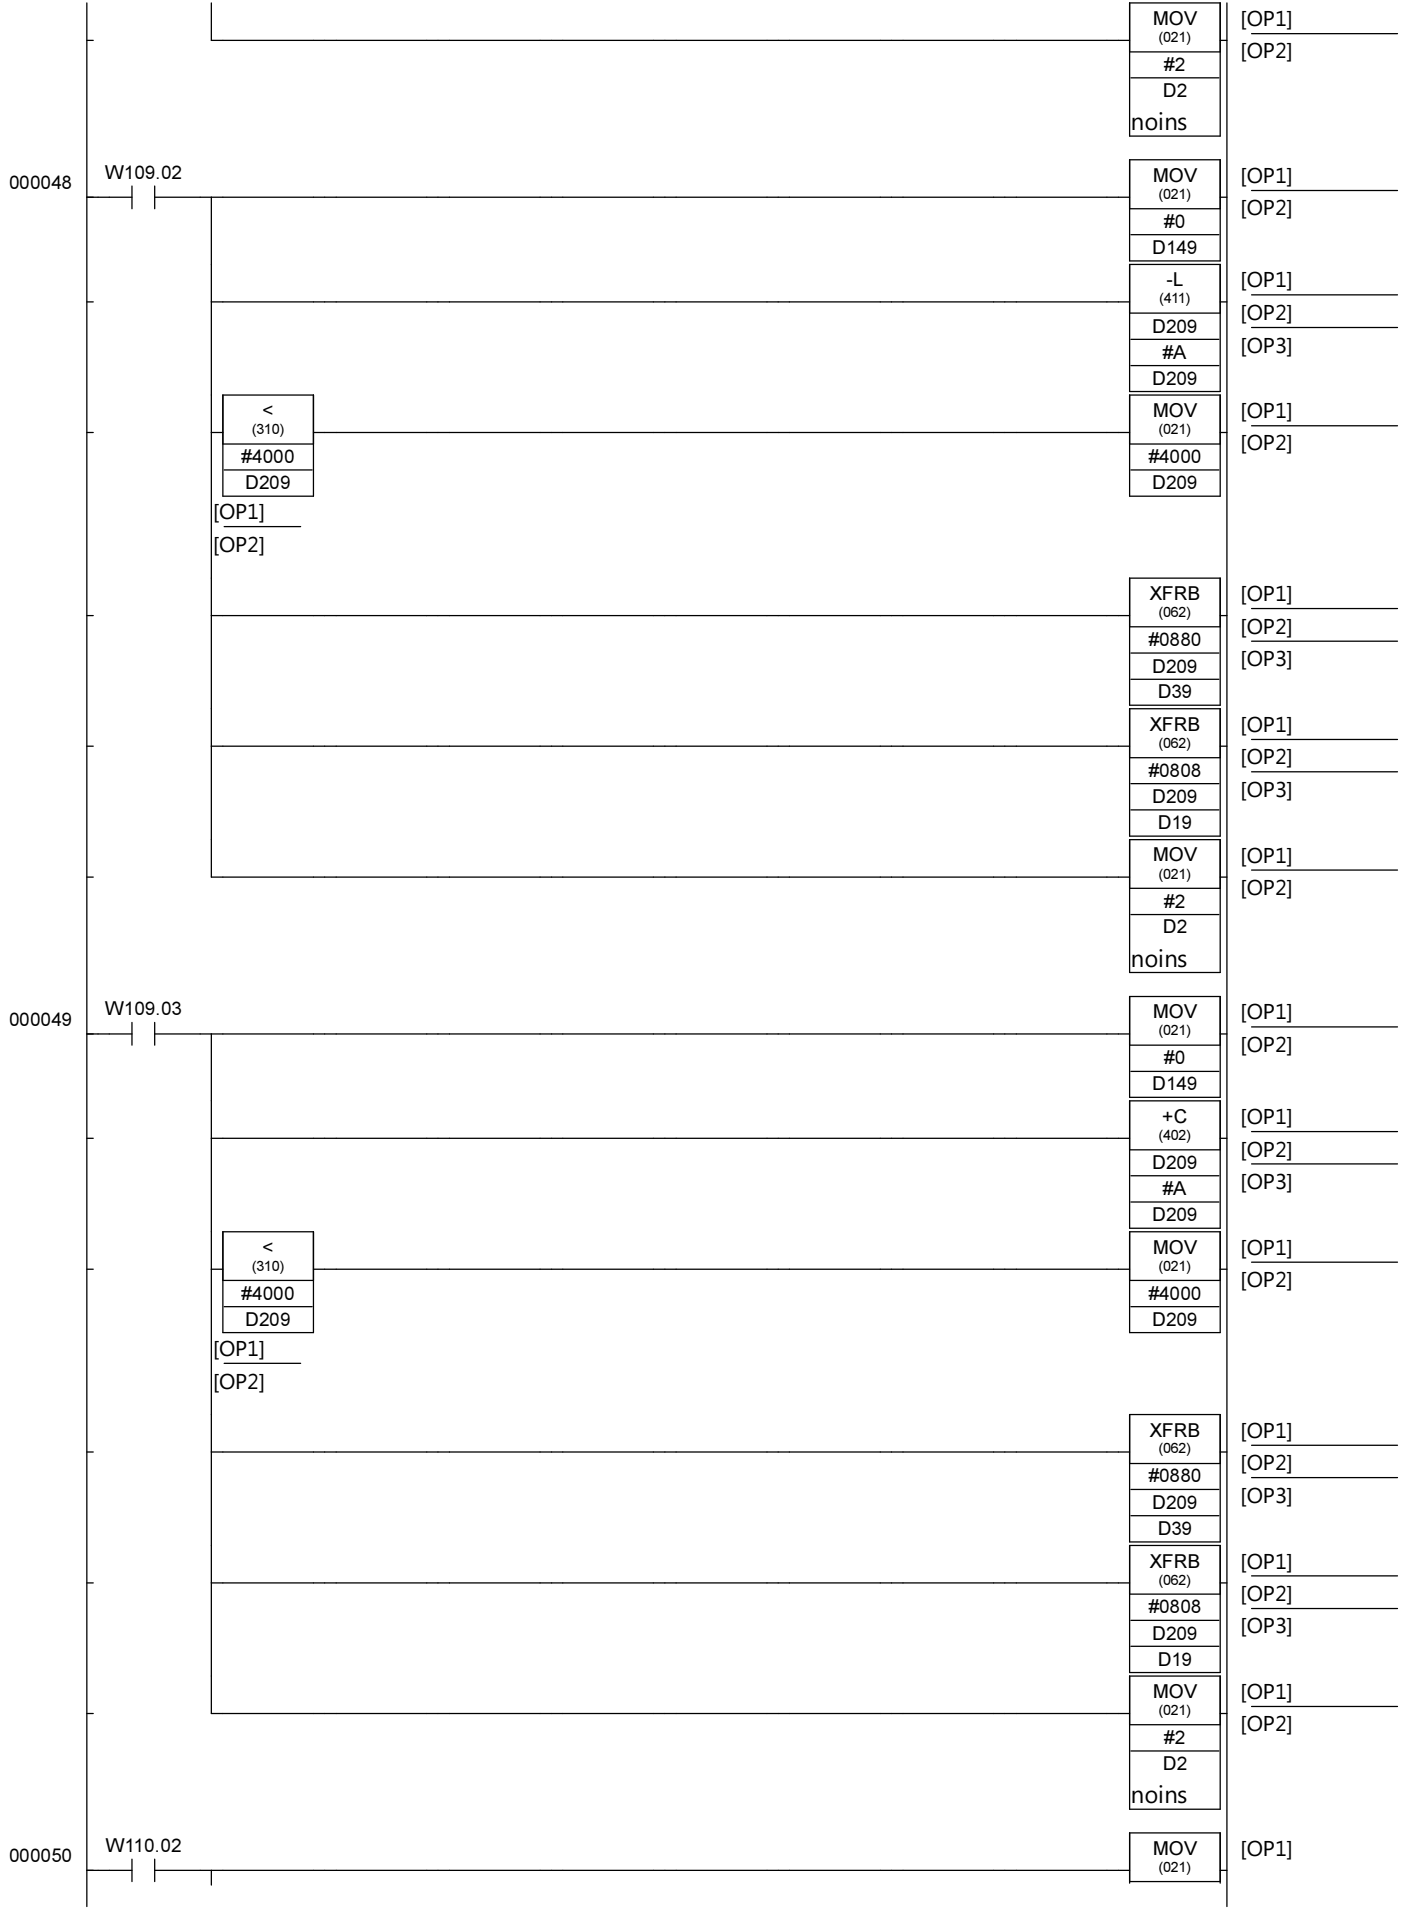 MOV [OP1]
(021)
[OP2]
#2
D2
noins
000048 W109.02 MOV [OP1]
(021)
[OP2]
#0
D149
-L [OP1]
(411)
[OP2]
D209
#A [OP3]
D209
< MOV [OP1]
(310) (021)
[OP2]
#4000 #4000
D209 D209
[OP1]
[OP2]
XFRB [OP1]
(062)
[OP2]
#0880
D209 [OP3]
D39
XFRB [OP1]
(062)
[OP2]
#0808
D209 [OP3]
D19
MOV [OP1]
(021)
[OP2]
#2
D2
noins
000049 W109.03 MOV [OP1]
(021)
[OP2]
#0
D149
+C [OP1]
(402)
[OP2]
D209
#A [OP3]
D209
< MOV [OP1]
(310) (021)
[OP2]
#4000 #4000
D209 D209
[OP1]
[OP2]
XFRB [OP1]
(062)
[OP2]
#0880
D209 [OP3]
D39
XFRB [OP1]
(062)
[OP2]
#0808
D209 [OP3]
D19
MOV [OP1]
(021)
[OP2]
#2
D2
noins
000050 W110.02 MOV [OP1]
(021)